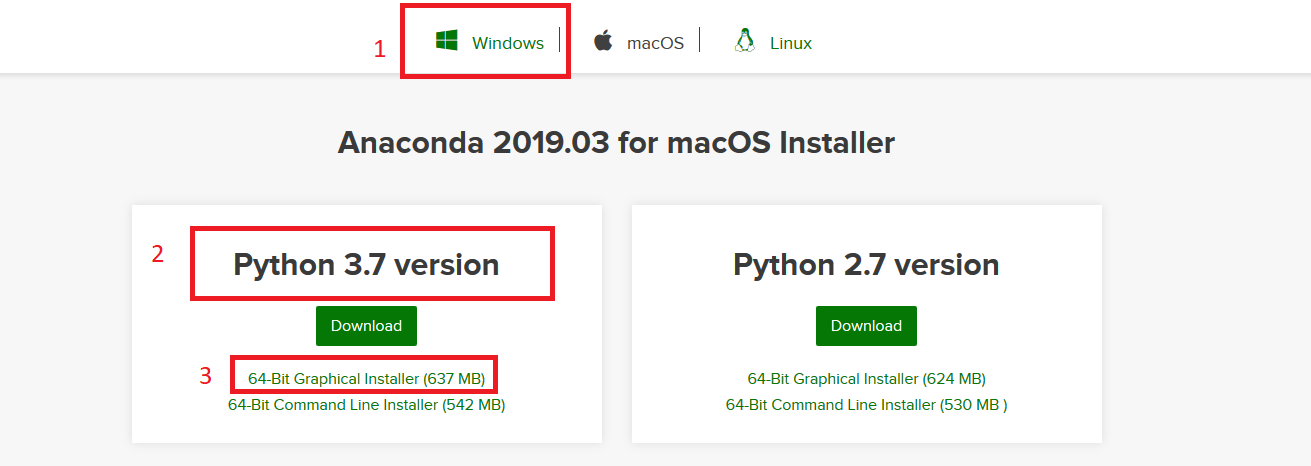 1 Windows macOS Linux
Anaconda 2019.03 for macOS Installer
2 Python 3.7 version
Download
3 64-Bit Graphical Installer (637 MB)
64-Bit Command Line Installer (542 MB)
Python 2.7 version
Download
64-Bit Graphical Installer (624 MB)
64-Bit Command Line Installer (530 MB )